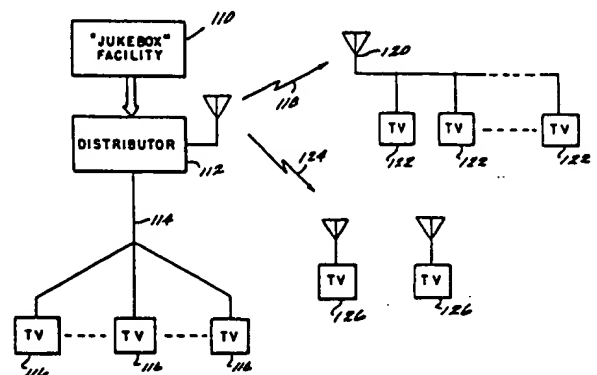 "JUKEBOX" FACILITY
110
DISTRIBUTOR
112
118
120
TV TV TV
122 122 122
124
114
TV TV
126 126
TV TV TV
116 116 116